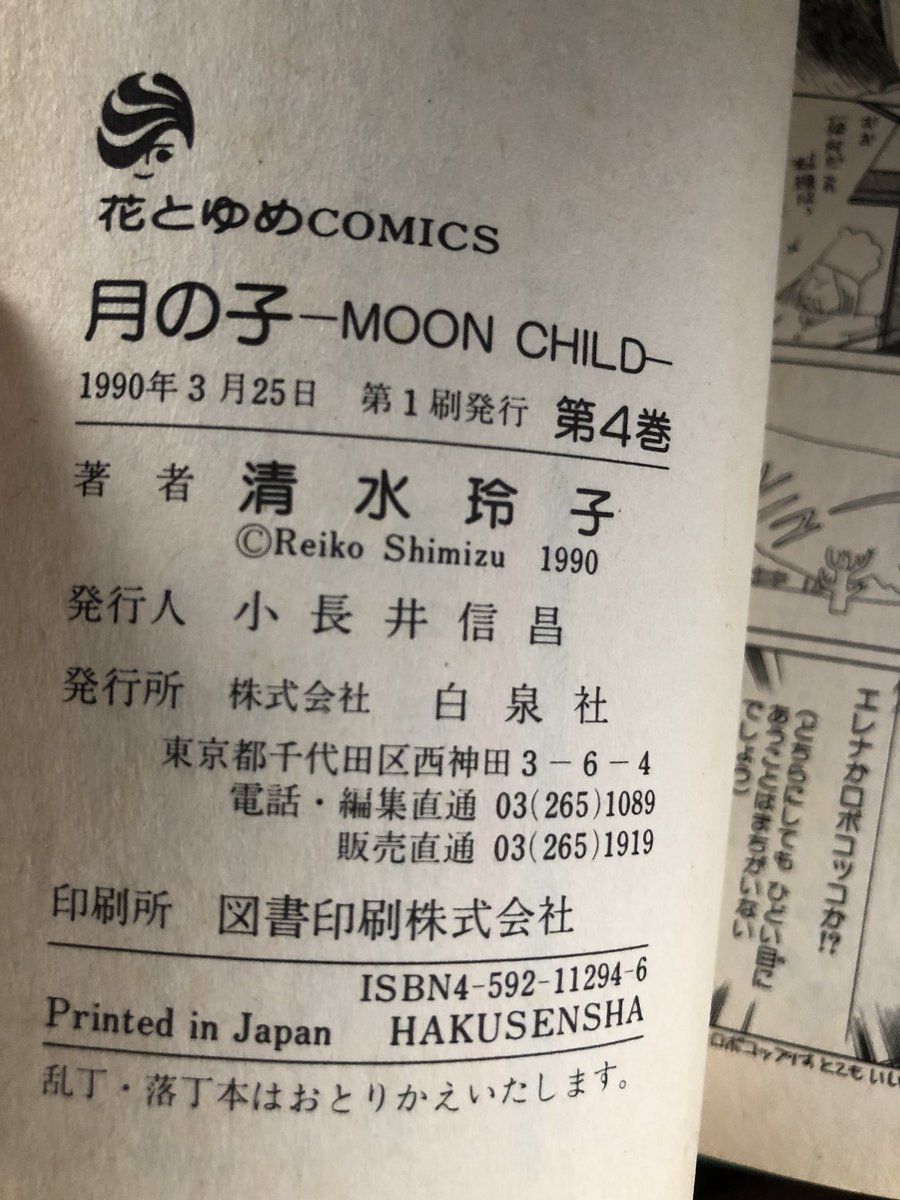 花とゆめCOMICS
月の子—MOON CHILD—
1990年3月25日 第1刷発行 第4巻
著 者 清 水 玲 子
©Reiko Shimizu 1990
発行人 小 長 井 信 昌
発行所 株式会社 白 泉 社
東京都千代田区西神田3-6-4
電話・編集直通 03(265)1089
販売直通 03(265)1919
印刷所 図書印刷株式会社
ISBN4-592-11294-6
Printed in Japan HAKUSENSHA
乱丁・落丁本はおとりかえいたします。
エレナかロボコッコか!?
(どちらにしても ひどい目に
あうことはまちがいない
でしょう)